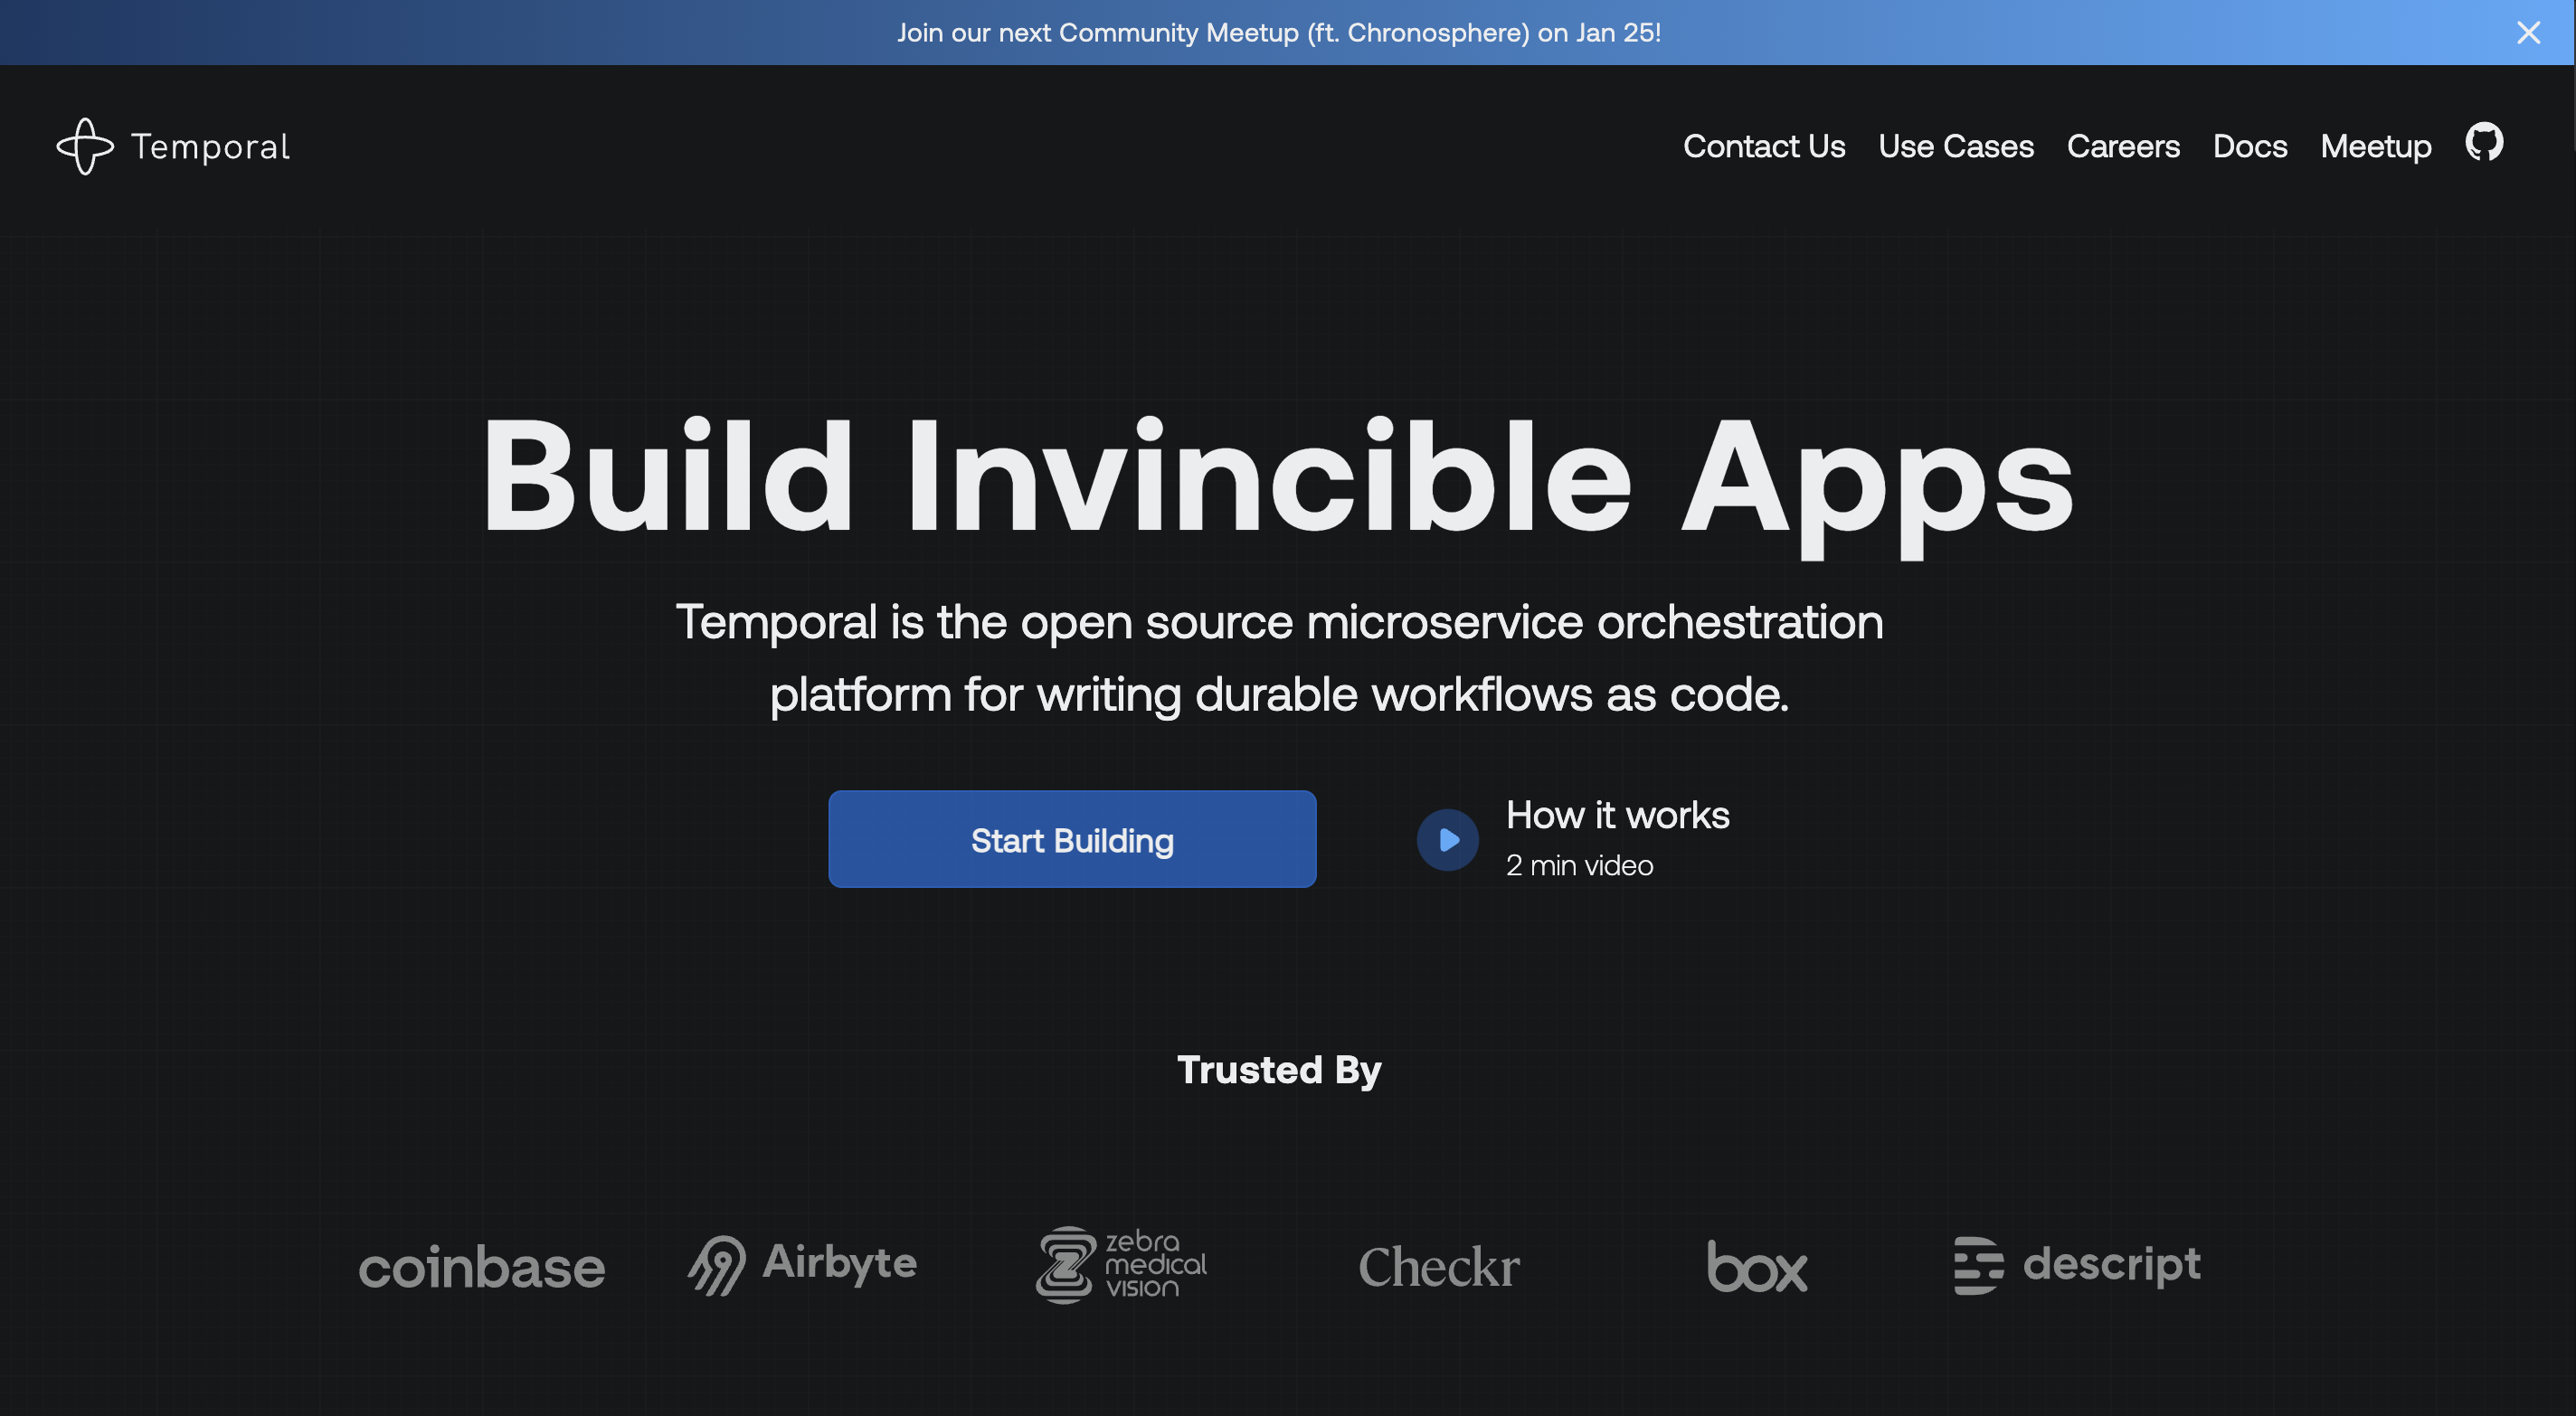 Join our next Community Meetup (ft. Chronosphere) on Jan 25!
Temporal
Contact Us Use Cases Careers Docs Meetup
Build Invincible Apps
Temporal is the open source microservice orchestration
platform for writing durable workflows as code.
Start Building
How it works
2 min video
Trusted By
coinbase
Airbyte
zebra
medical
vision
Checkr
box
descript